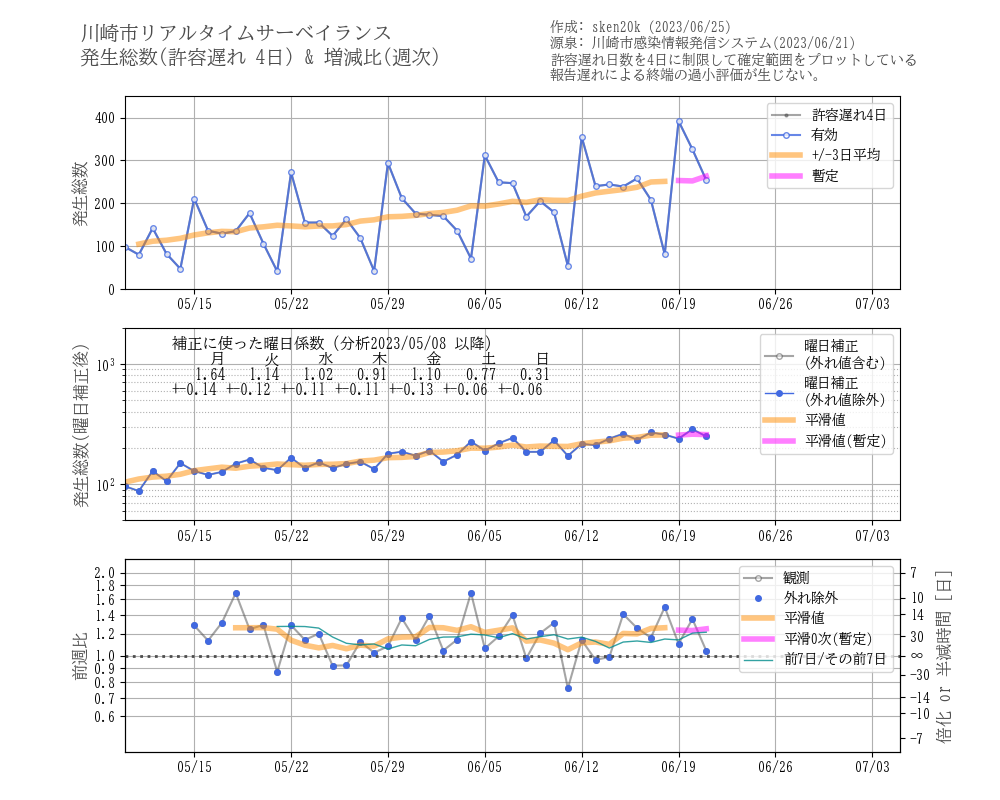 川崎市リアルタイムサーベイランス
発生総数(許容遅れ 4日) & 増減比(週次)
作成: sken20k (2023/06/25)
源泉: 川崎市感染情報発信システム(2023/06/21)
許容遅れ日数を4日に制限して確定範囲をプロットしている
報告遅れによる終端の過小評価が生じない。
発生総数
400
300
200
100
0
許容遅れ4日
有効
+/-3日平均
暫定
05/15 05/22 05/29 06/05 06/12 06/19 06/26 07/03
発生総数(曜日補正後)
10³
10²
補正に使った曜日係数 (分析2023/05/08 以降)
月 火 水 木 金 土 日
1.64 1.14 1.02 0.91 1.10 0.77 0.31
+-0.14 +-0.12 +-0.11 +-0.11 +-0.13 +-0.06 +-0.06
曜日補正
(外れ値含む)
曜日補正
(外れ値除外)
平滑値
平滑値(暫定)
05/15 05/22 05/29 06/05 06/12 06/19 06/26 07/03
前週比
2.0
1.8
1.6
1.4
1.2
1.0
0.9
0.8
0.7
0.6
観測
外れ除外
平滑値
平滑0次(暫定)
前7日/その前7日
7
10
14
30
∞
-30
-14
-10
-7
倍化 or 半減時間 [日]
05/15 05/22 05/29 06/05 06/12 06/19 06/26 07/03